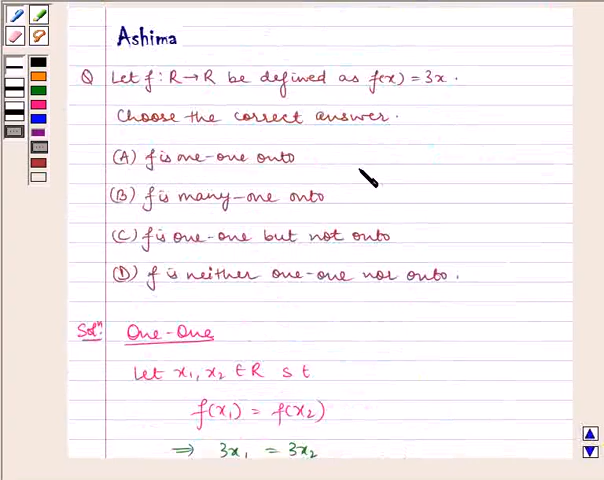 Ashima
Q Let f : R→R be defined as f(x) = 3x.
Choose the correct answer.
(A) f is one-one onto
(B) f is many-one onto
(C) f is one-one but not onto
(D) f is neither one-one nor onto.
Solⁿ: One-One
Let x₁, x₂ ∈ R s t
f(x₁) = f(x₂)
⇒ 3x₁ = 3x₂